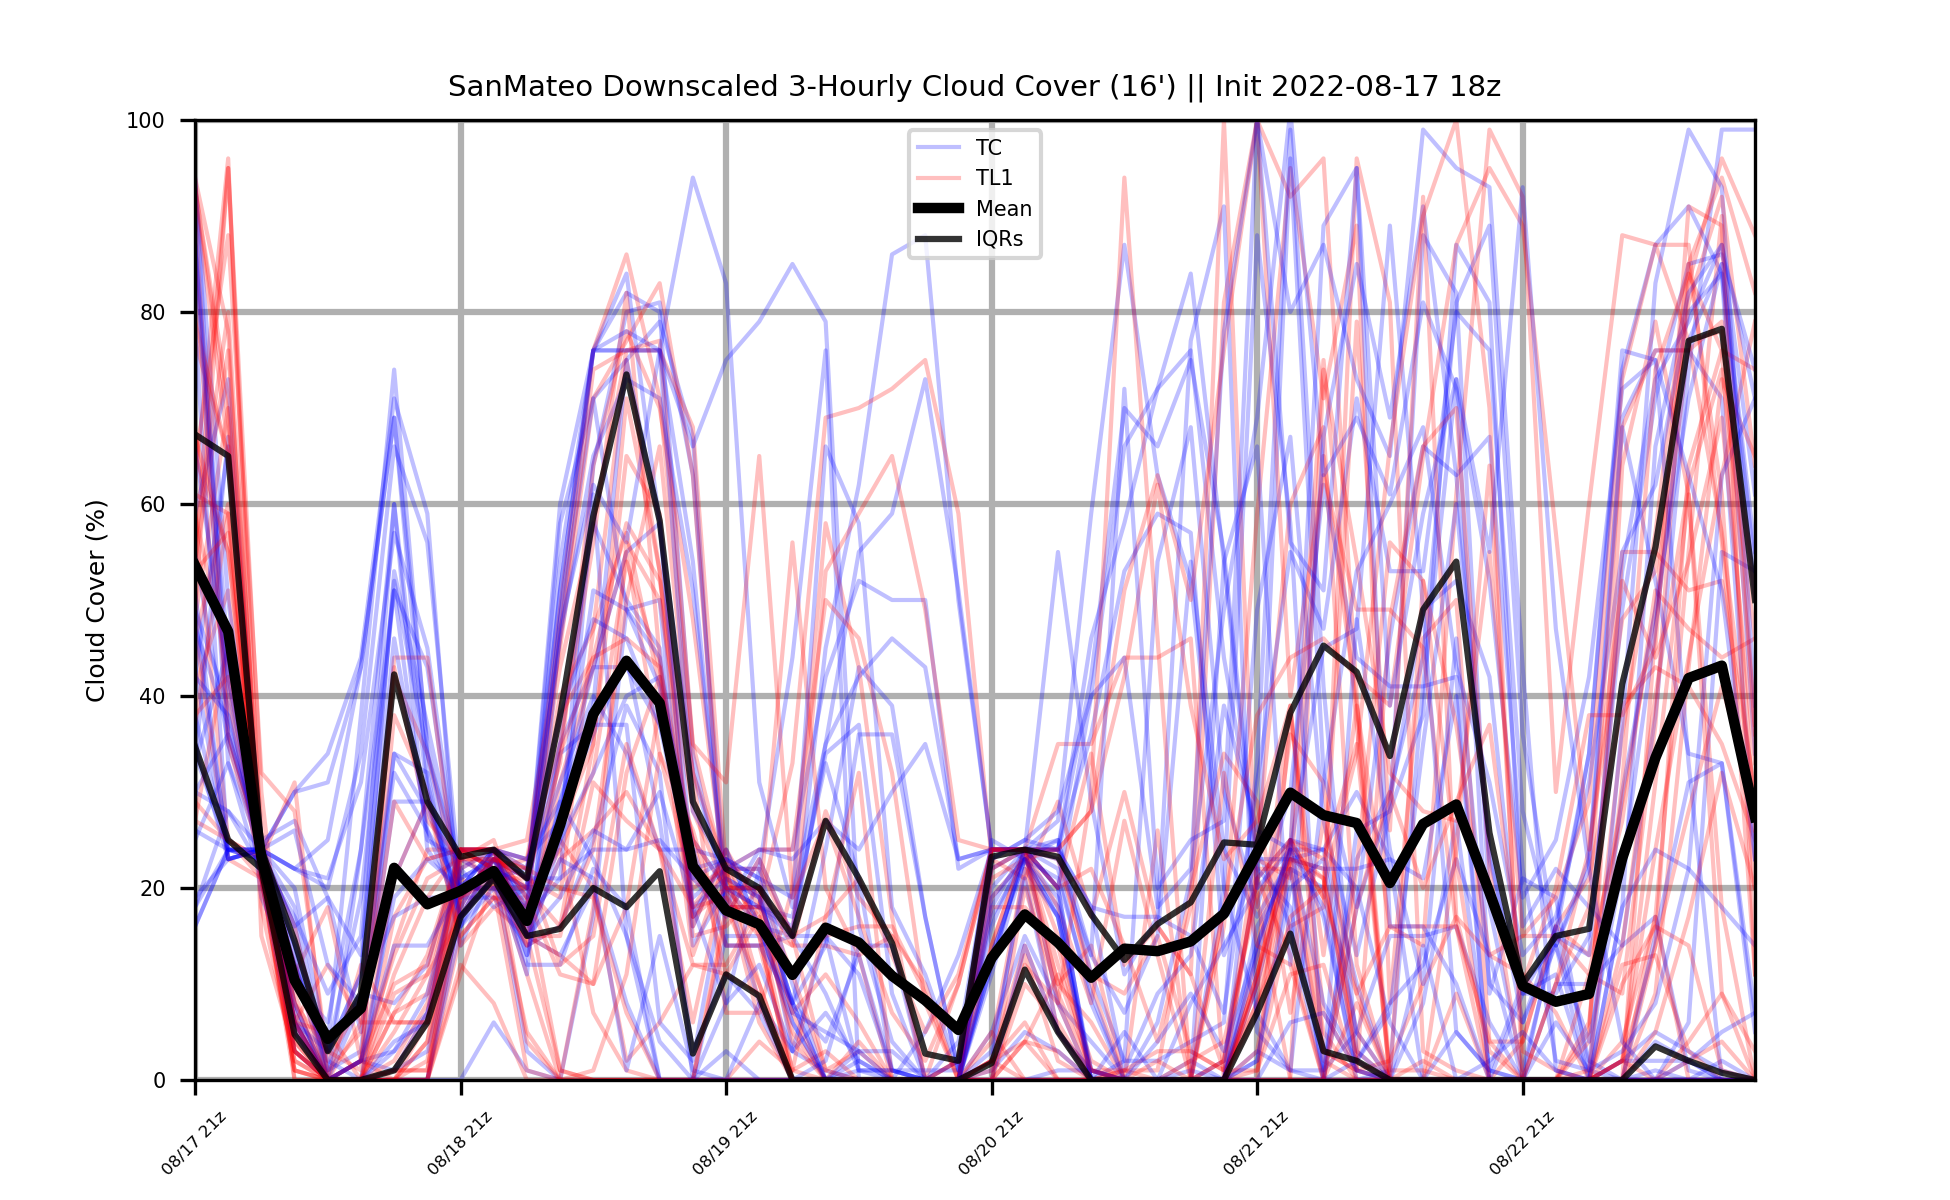 SanMateo Downscaled 3-Hourly Cloud Cover (16') || Init 2022-08-17 18z
TC
TL1
Mean
IQRs
Cloud Cover (%)
100
80
60
40
20
0
08/17 21z
08/18 21z
08/19 21z
08/20 21z
08/21 21z
08/22 21z